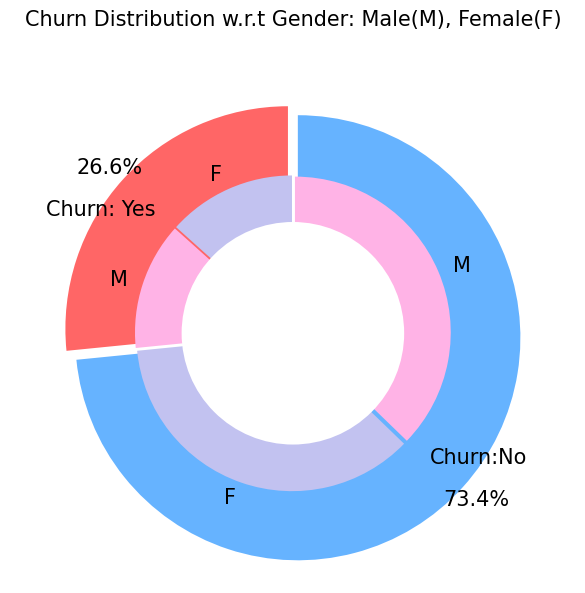 Churn Distribution w.r.t Gender: Male(M), Female(F)
26.6%
F
Churn: Yes
M
M
Churn:No
F
73.4%